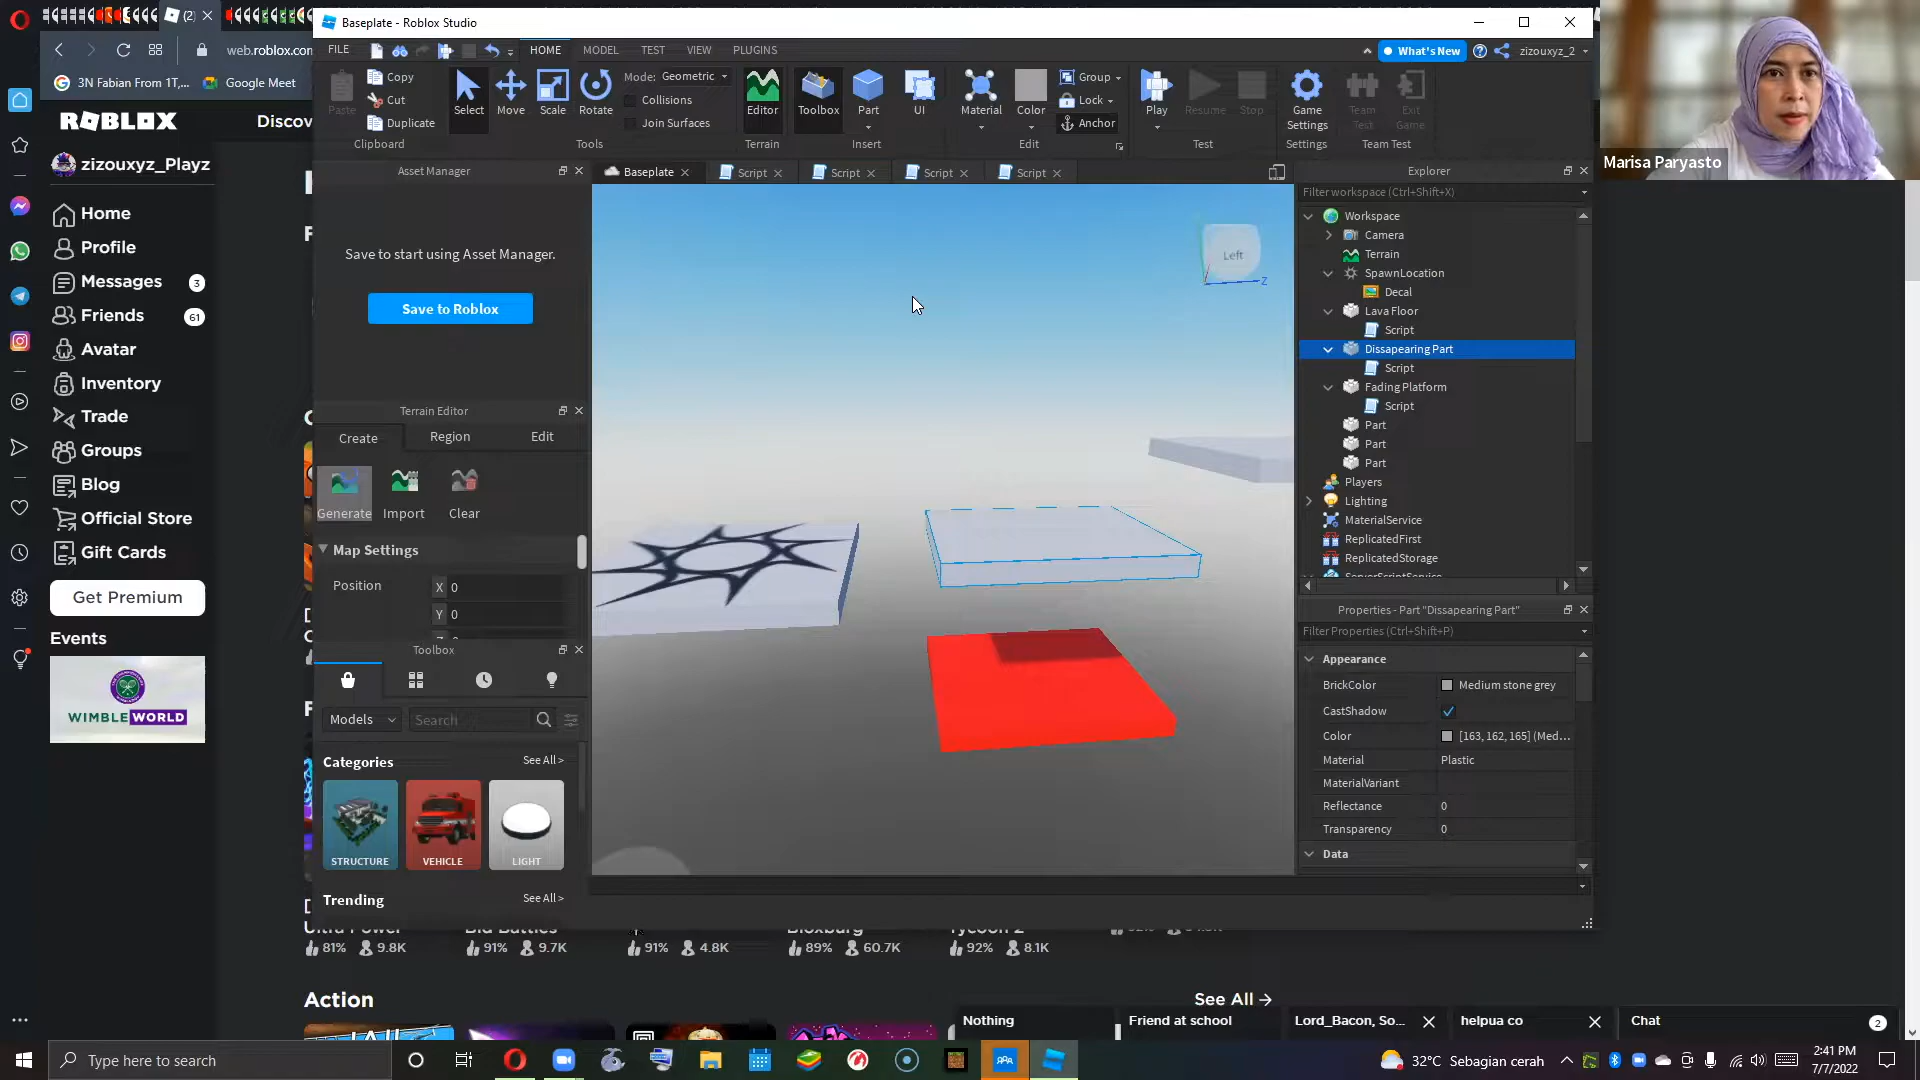 (2)
Baseplate - Roblox Studio
web.roblox.com
FILE
HOME
MODEL
TEST
VIEW
PLUGINS
What's New
zizouxyz_2
3N Fabian From 1T,...
Google Meet
Paste
Copy
Cut
Duplicate
Clipboard
Select
Move
Scale
Rotate
Mode: Geometric
Collisions
Join Surfaces
Tools
Editor
Terrain
Toolbox
Part
UI
Insert
Material
Color
Group
Lock
Anchor
Edit
Play
Resume
Stop
Test
Game
Settings
Settings
Team
Test
Exit
Game
Team Test
Marisa Paryasto
ROBLOX
Discov
zizouxyz_Playz
Home
Profile
Messages
3
Friends
61
Avatar
Inventory
Trade
Groups
Blog
Official Store
Gift Cards
Get Premium
Events
WIMBLEWORLD
Asset Manager
Save to start using Asset Manager.
Save to Roblox
Terrain Editor
Create
Region
Edit
Generate
Import
Clear
Map Settings
Position
X 0
Y 0
Toolbox
Models
Search
Categories
See All >
STRUCTURE
VEHICLE
LIGHT
Trending
See All >
Baseplate
Script
Script
Script
Script
Left
Z
Explorer
Filter workspace (Ctrl+Shift+X)
Workspace
Camera
Terrain
SpawnLocation
Decal
Lava Floor
Script
Dissapearing Part
Script
Fading Platform
Script
Part
Part
Part
Players
Lighting
MaterialService
ReplicatedFirst
ReplicatedStorage
ServerScriptService
Properties - Part "Dissapearing Part"
Filter Properties (Ctrl+Shift+P)
Appearance
BrickColor
Medium stone grey
CastShadow
Color
[163, 162, 165] (Med...
Material
Plastic
MaterialVariant
Reflectance
0
Transparency
0
Data
81% 9.8K
91% 9.7K
91% 4.8K
Bloxburg
89% 60.7K
Tycoon 2
92% 8.1K
Action
See All
Nothing
Friend at school
Lord_Bacon, So...
helpua co
Chat
2
Type here to search
32°C Sebagian cerah
2:41 PM
7/7/2022